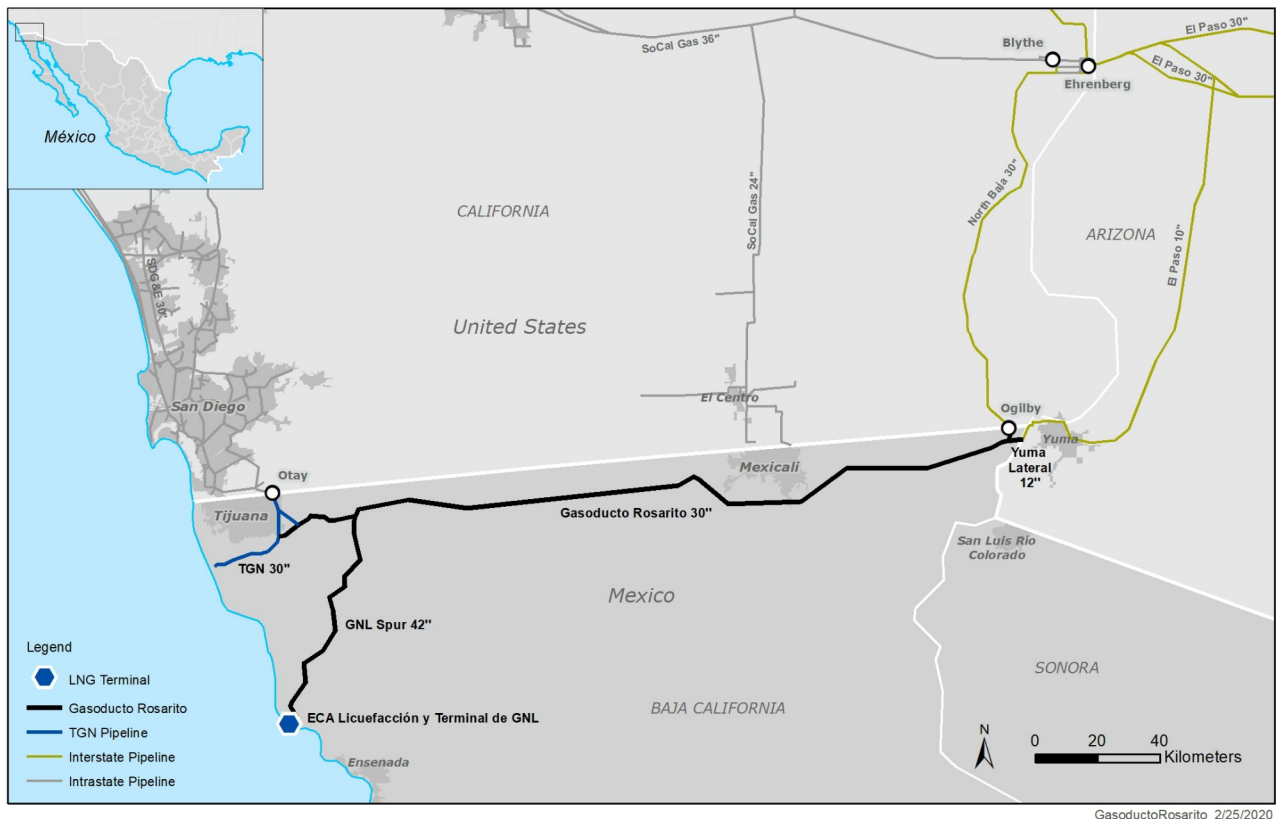 México
SoCal Gas 36"
Blythe
Ehrenberg
El Paso 30"
El Paso 30"
CALIFORNIA
SoCal Gas 24"
North Baja 30"
ARIZONA
El Paso 10"
SDG&E 30"
United States
San Diego
El Centro
Ogilby
Yuma
Yuma
Lateral
12"
Otay
Mexicali
Tijuana
Gasoducto Rosarito 30"
San Luis Río
Colorado
TGN 30"
Mexico
GNL Spur 42"
SONORA
BAJA CALIFORNIA
ECA Licuefacción y Terminal de GNL
Ensenada
Legend
LNG Terminal
Gasoducto Rosarito
TGN Pipeline
Interstate Pipeline
Intrastate Pipeline
N
0 20 40
Kilometers
GasoductoRosarito 2/25/2020